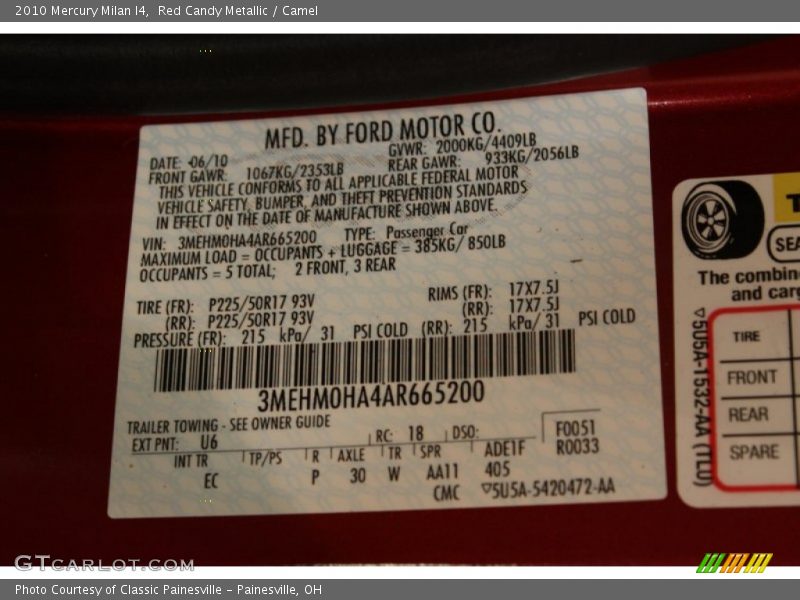 2010 Mercury Milan I4, Red Candy Metallic / Camel
MFD. BY FORD MOTOR CO.
DATE: 06/10 GVWR: 2000KG/4409LB
FRONT GAWR: 1067KG/2353LB REAR GAWR: 933KG/2056LB
THIS VEHICLE CONFORMS TO ALL APPLICABLE FEDERAL MOTOR
VEHICLE SAFETY, BUMPER, AND THEFT PREVENTION STANDARDS
IN EFFECT ON THE DATE OF MANUFACTURE SHOWN ABOVE.
VIN: 3MEHM0HA4AR665200 TYPE: Passenger Car
MAXIMUM LOAD = OCCUPANTS + LUGGAGE = 385KG/ 850LB
OCCUPANTS = 5 TOTAL; 2 FRONT, 3 REAR
TIRE (FR): P225/50R17 93V RIMS (FR): 17X7.5J
(RR): P225/50R17 93V (RR): 17X7.5J
PRESSURE (FR): 215 kPa/ 31 PSI COLD (RR): 215 kPa/ 31 PSI COLD
3MEHM0HA4AR665200
TRAILER TOWING - SEE OWNER GUIDE
EXT PNT: U6 RC: 18 DSO: F0051
R0033
INT TR TP/PS R AXLE TR SPR ADE1F
EC P 30 W AA11 405
CMC ▽5U5A-5420472-AA
T
SEA
The combin
and carg
▽5U5A-1532-AA (TL0)
TIRE
FRONT
REAR
SPARE
GTCARLOT.COM
Photo Courtesy of Classic Painesville - Painesville, OH